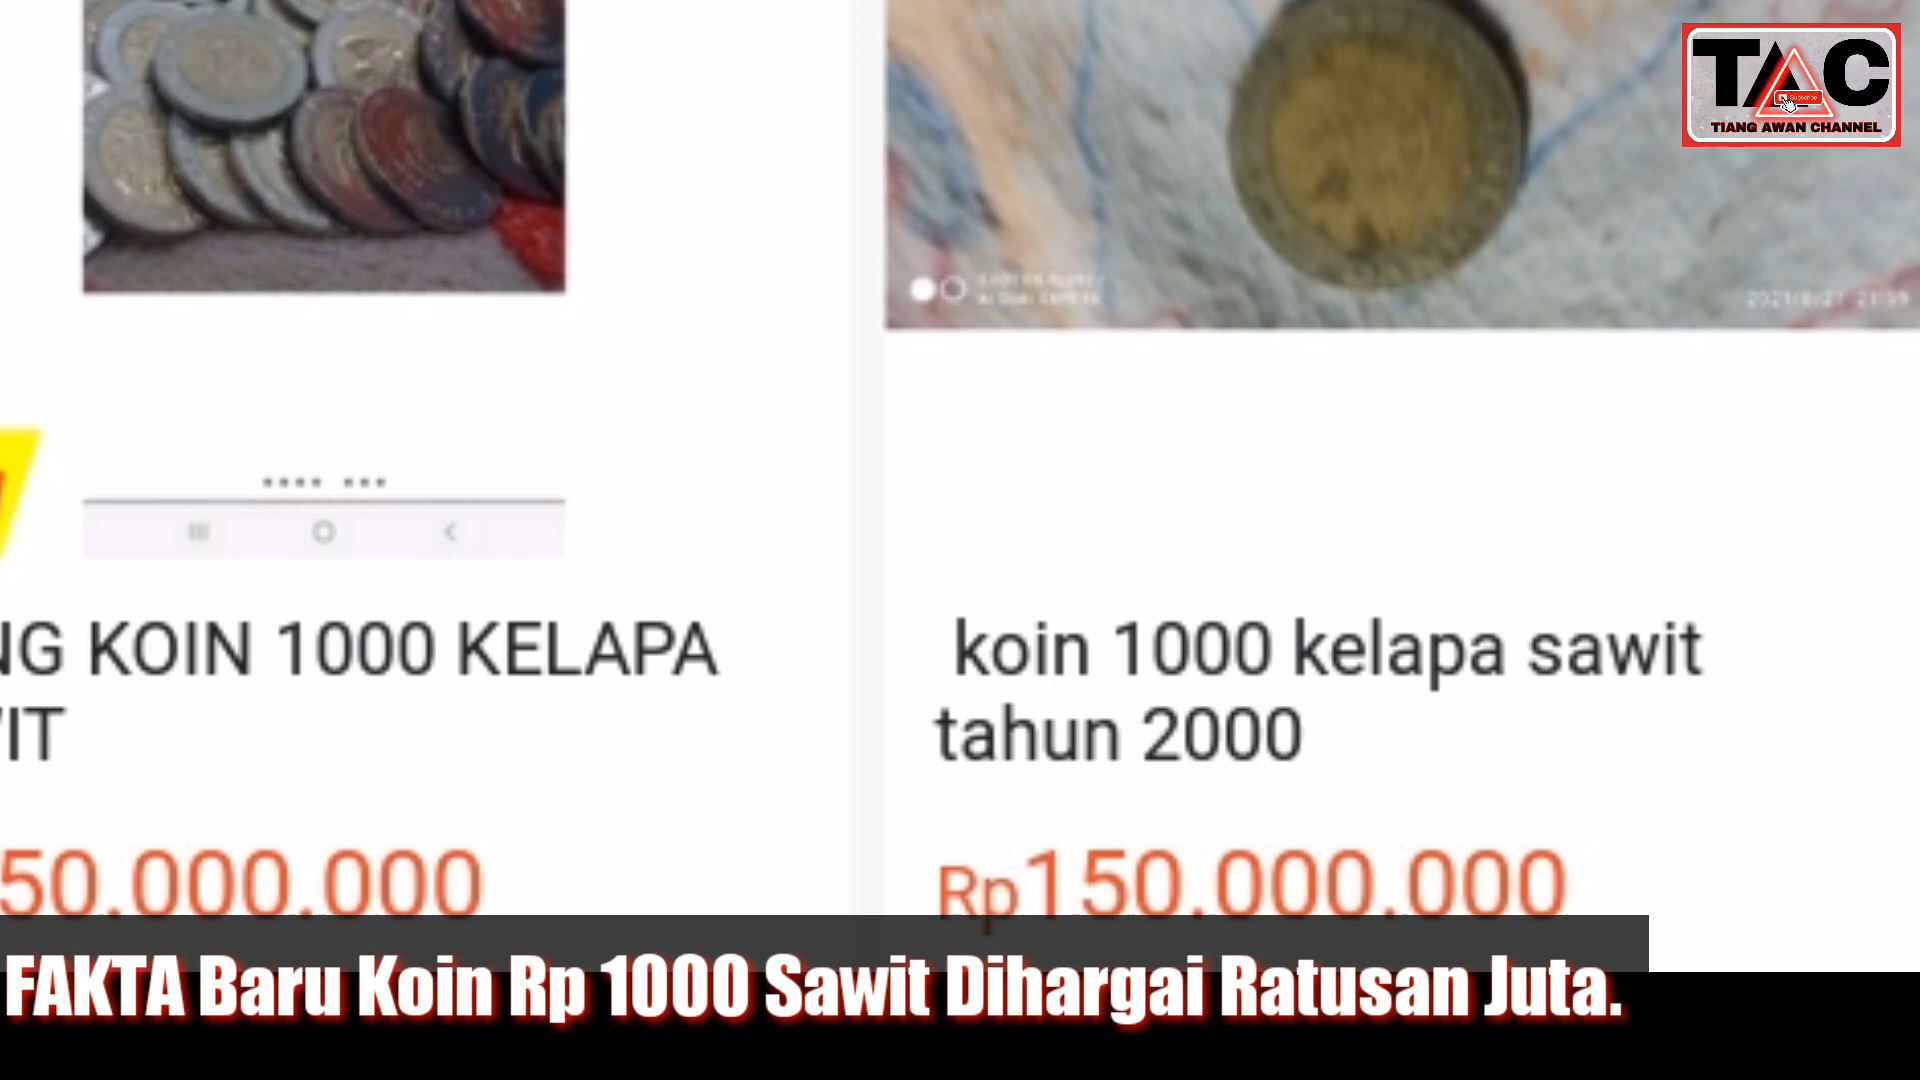 TAC
Subscribe
TIANG AWAN CHANNEL
NG KOIN 1000 KELAPA
IT
50.000.000
koin 1000 kelapa sawit
tahun 2000
Rp150.000.000
FAKTA Baru Koin Rp 1000 Sawit Dihargai Ratusan Juta.